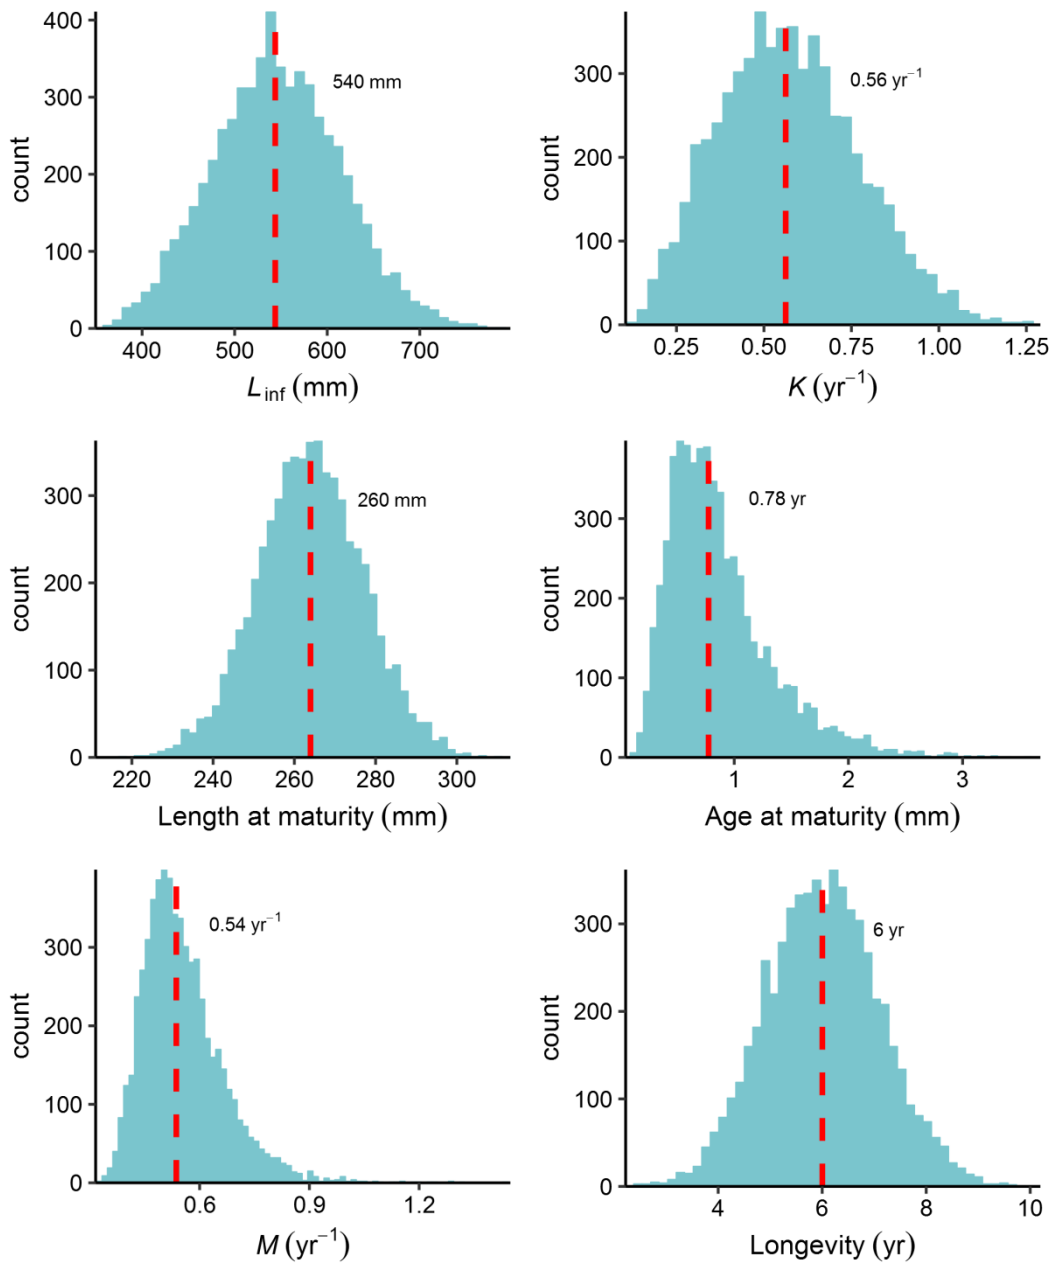 400
300
200
100
0
count
540 mm
400 500 600 700
L inf (mm)
300
200
100
0
count
0.56 yr⁻¹
0.25 0.50 0.75 1.00 1.25
K (yr⁻¹)
300
200
100
0
count
260 mm
220 240 260 280 300
Length at maturity (mm)
300
200
100
0
count
0.78 yr
1 2 3
Age at maturity (mm)
300
200
100
0
count
0.54 yr⁻¹
0.6 0.9 1.2
M (yr⁻¹)
300
200
100
0
count
6 yr
4 6 8 10
Longevity (yr)